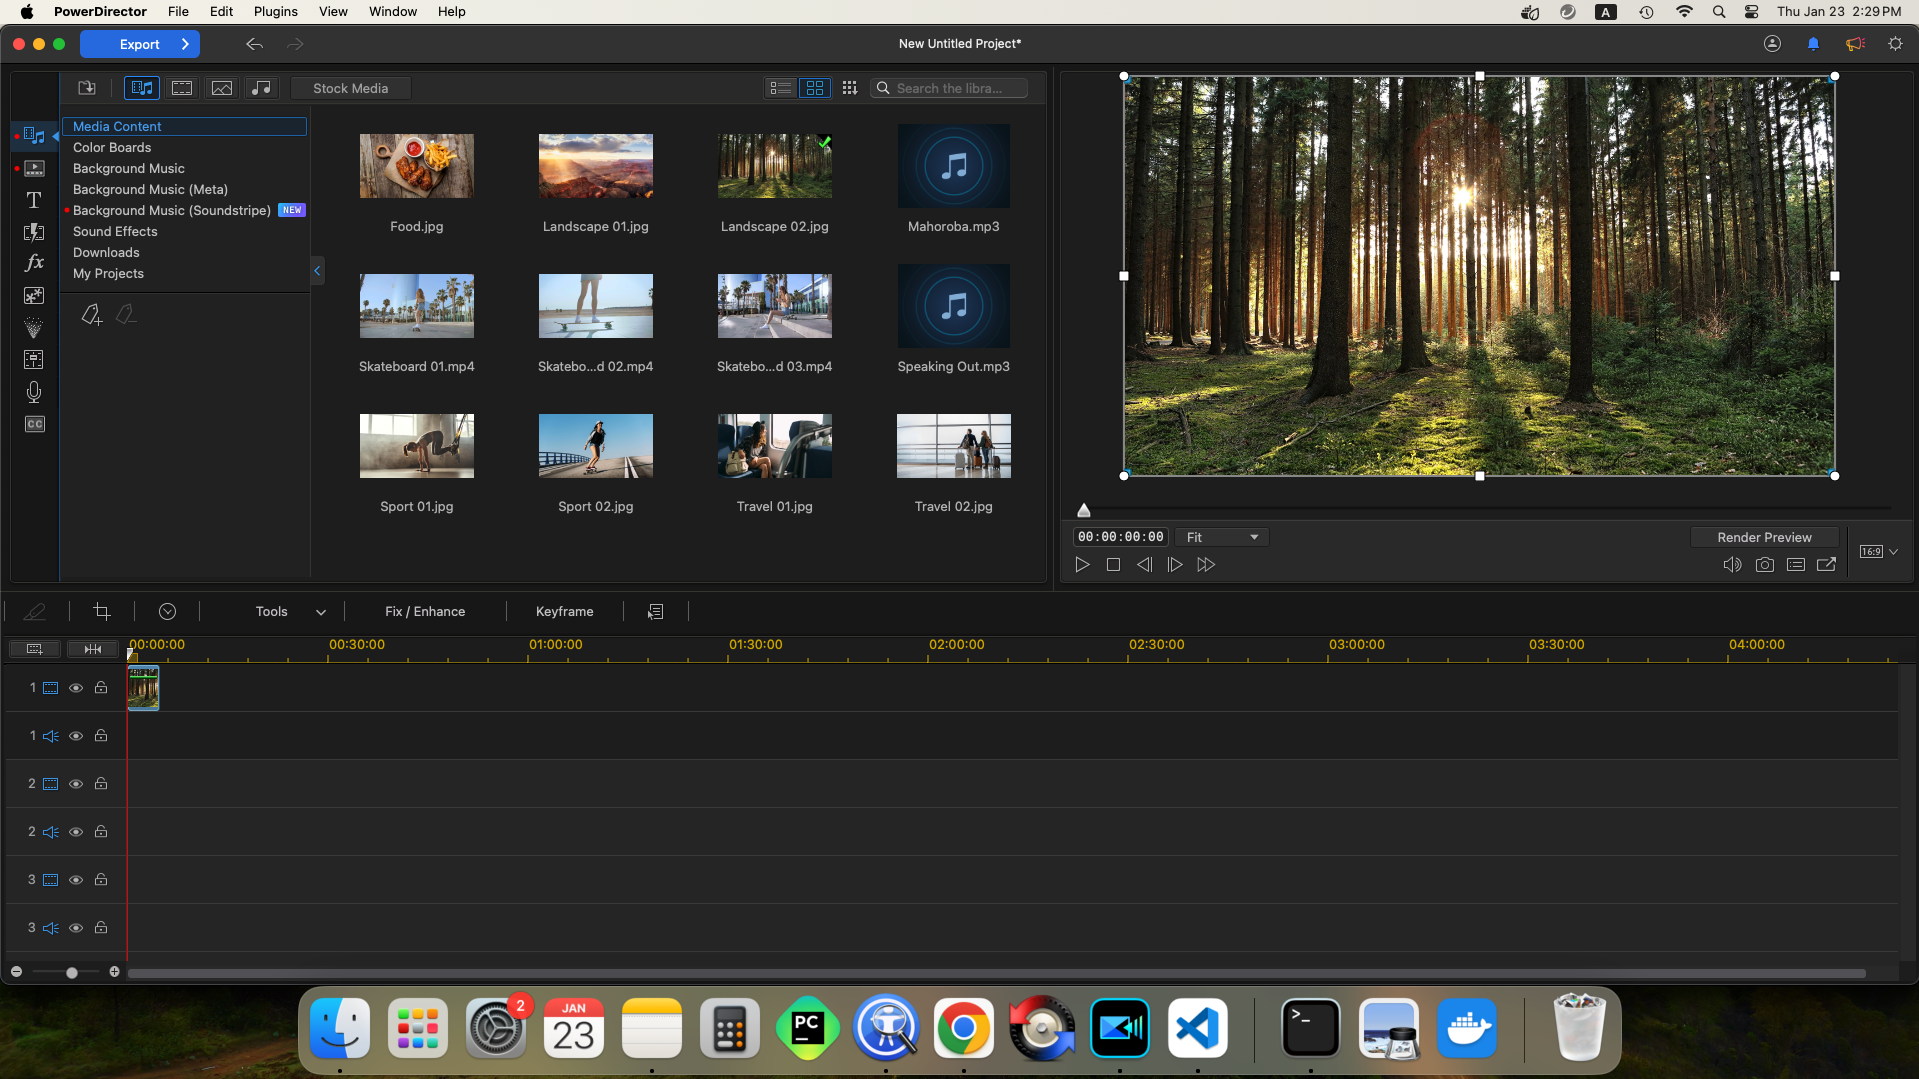 PowerDirector File Edit Plugins View Window Help A Thu Jan 23 2:29 PM
Export New Untitled Project*
Stock Media Search the libra...
Media Content
Color Boards
Background Music
Background Music (Meta)
Background Music (Soundstripe) NEW
Sound Effects
Downloads
My Projects
T
fx
CC
Food.jpg Landscape 01.jpg Landscape 02.jpg Mahoroba.mp3
Skateboard 01.mp4 Skatebo...d 02.mp4 Skatebo...d 03.mp4 Speaking Out.mp3
Sport 01.jpg Sport 02.jpg Travel 01.jpg Travel 02.jpg
00:00:00:00 Fit Render Preview
16:9
Tools Fix / Enhance Keyframe
00:00:00 00:30:00 01:00:00 01:30:00 02:00:00 02:30:00 03:00:00 03:30:00 04:00:00
1
1
2
2
3
3
2
JAN
23
PC
>_